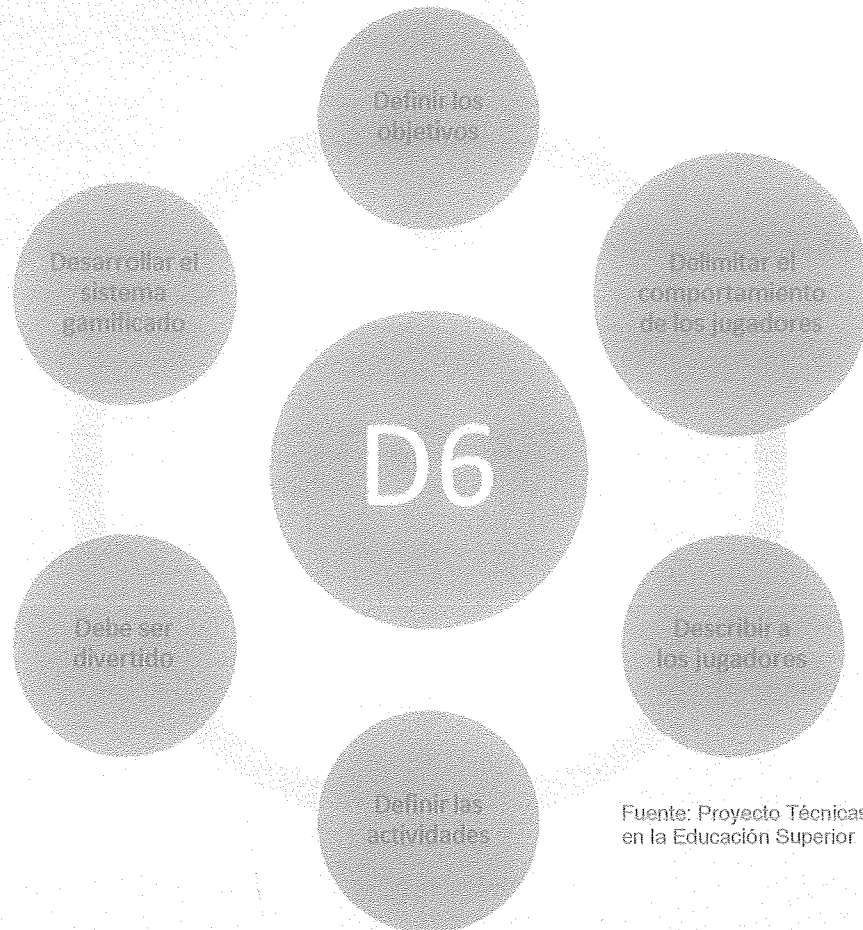 Definir los
objetivos
Delimitar el
comportamiento
de los jugadores
Describir a
los jugadores
Definir las
actividades
Debe ser
divertido
Desarrollar el
sistema
gamificado
D6
Fuente: Proyecto Técnicas
en la Educación Superior